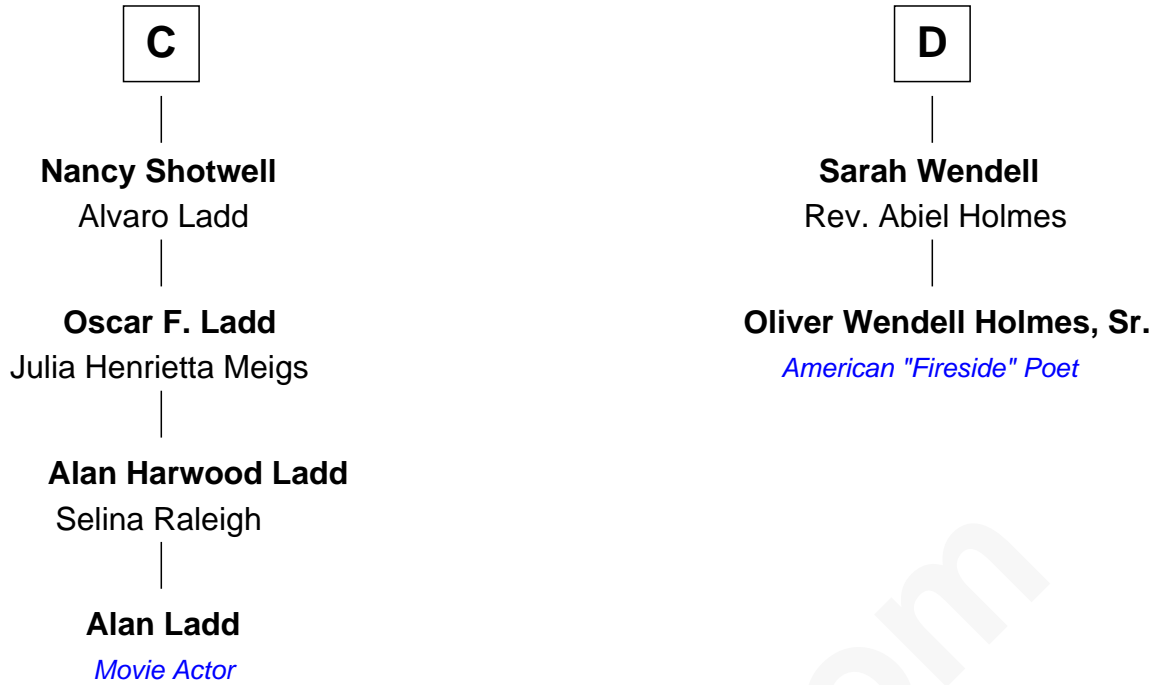 C
Nancy Shotwell
Alvaro Ladd
Oscar F. Ladd
Julia Henrietta Meigs
Alan Harwood Ladd
Selina Raleigh
Alan Ladd
Movie Actor
D
Sarah Wendell
Rev. Abiel Holmes
Oliver Wendell Holmes, Sr.
American "Fireside" Poet
om